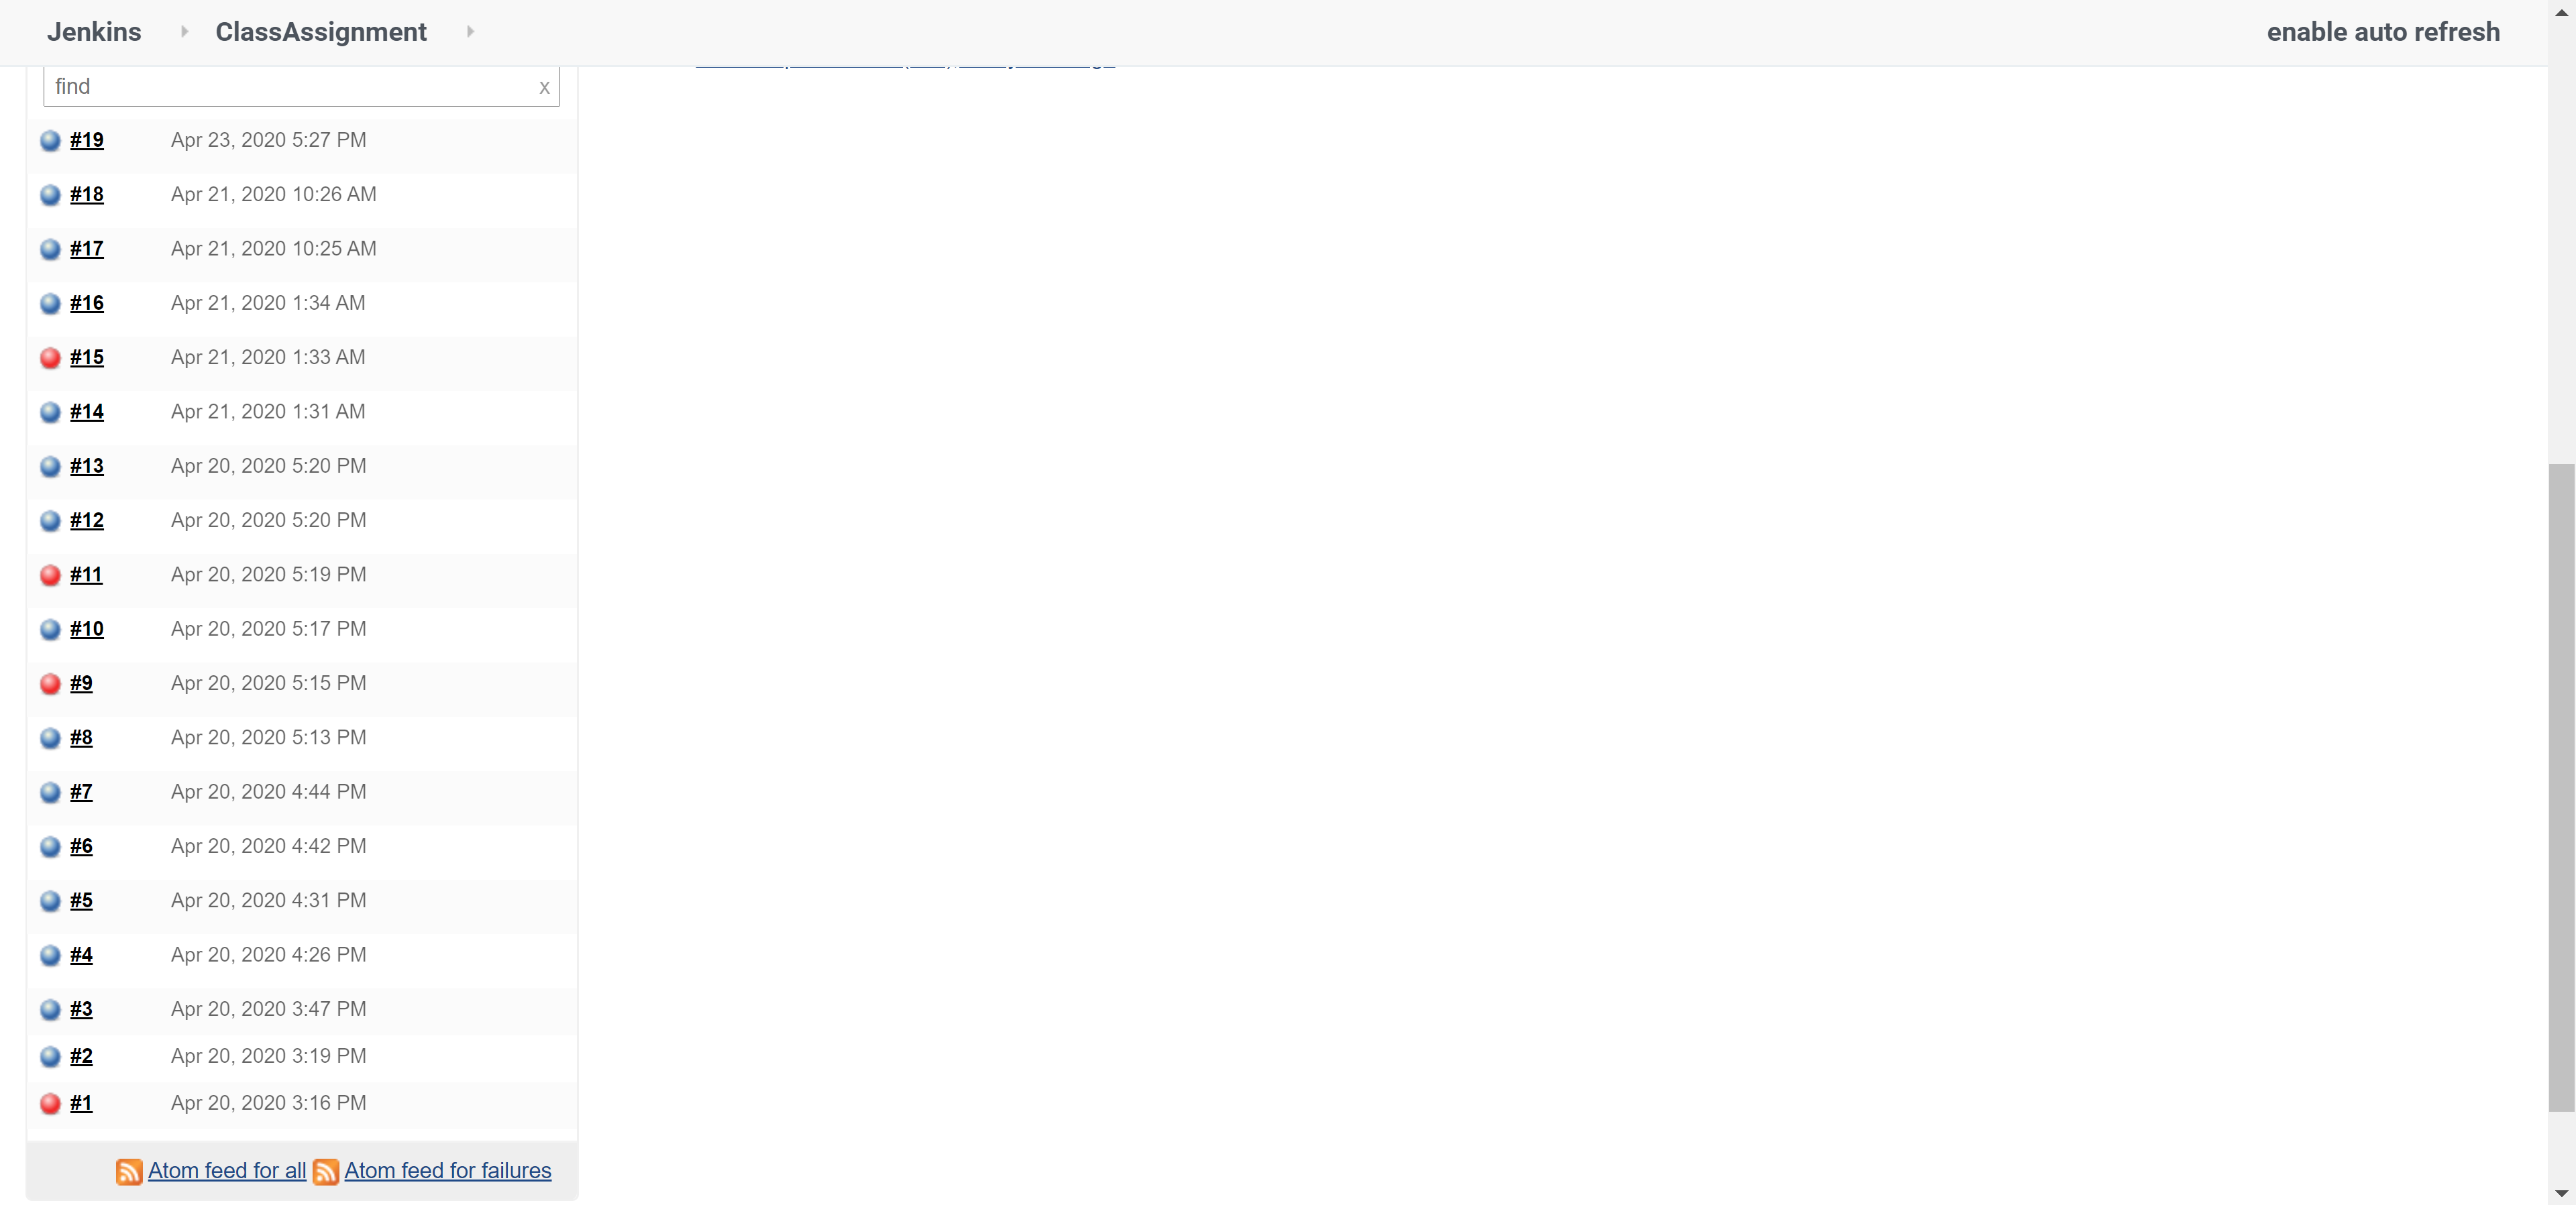 Jenkins ClassAssignment enable auto refresh
find x
#19 Apr 23, 2020 5:27 PM
#18 Apr 21, 2020 10:26 AM
#17 Apr 21, 2020 10:25 AM
#16 Apr 21, 2020 1:34 AM
#15 Apr 21, 2020 1:33 AM
#14 Apr 21, 2020 1:31 AM
#13 Apr 20, 2020 5:20 PM
#12 Apr 20, 2020 5:20 PM
#11 Apr 20, 2020 5:19 PM
#10 Apr 20, 2020 5:17 PM
#9 Apr 20, 2020 5:15 PM
#8 Apr 20, 2020 5:13 PM
#7 Apr 20, 2020 4:44 PM
#6 Apr 20, 2020 4:42 PM
#5 Apr 20, 2020 4:31 PM
#4 Apr 20, 2020 4:26 PM
#3 Apr 20, 2020 3:47 PM
#2 Apr 20, 2020 3:19 PM
#1 Apr 20, 2020 3:16 PM
Atom feed for all Atom feed for failures